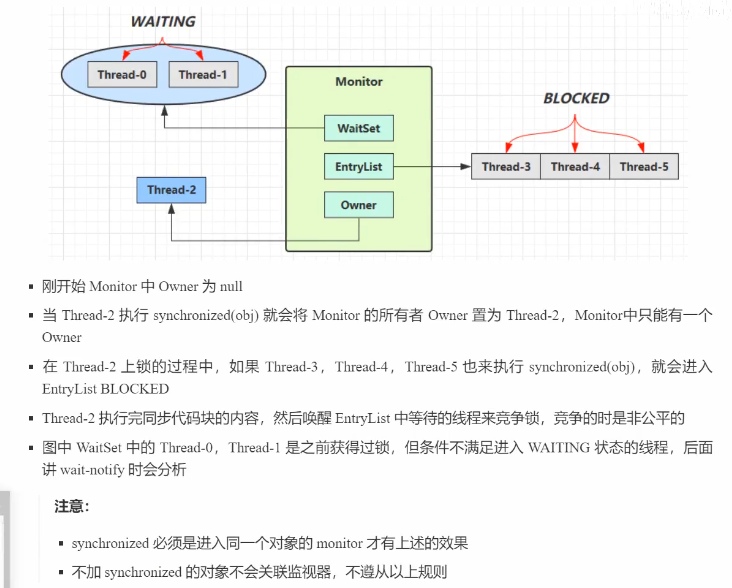 WAITING
Thread-0
Thread-1
Monitor
BLOCKED
WaitSet
EntryList
Thread-3
Thread-4
Thread-5
Thread-2
Owner
刚开始 Monitor 中 Owner 为 null
当 Thread-2 执行 synchronized(obj) 就会将 Monitor 的所有者 Owner 置为 Thread-2，Monitor中只能有一个
Owner
在 Thread-2 上锁的过程中，如果 Thread-3，Thread-4，Thread-5 也来执行 synchronized(obj)，就会进入
EntryList BLOCKED
Thread-2 执行完同步代码块的内容，然后唤醒 EntryList 中等待的线程来竞争锁，竞争的时是非公平的
图中 WaitSet 中的 Thread-0，Thread-1 是之前获得过锁，但条件不满足进入 WAITING 状态的线程，后面
讲 wait-notify 时会分析
注意：
synchronized 必须是进入同一个对象的 monitor 才有上述的效果
不加 synchronized 的对象不会关联监视器，不遵从以上规则